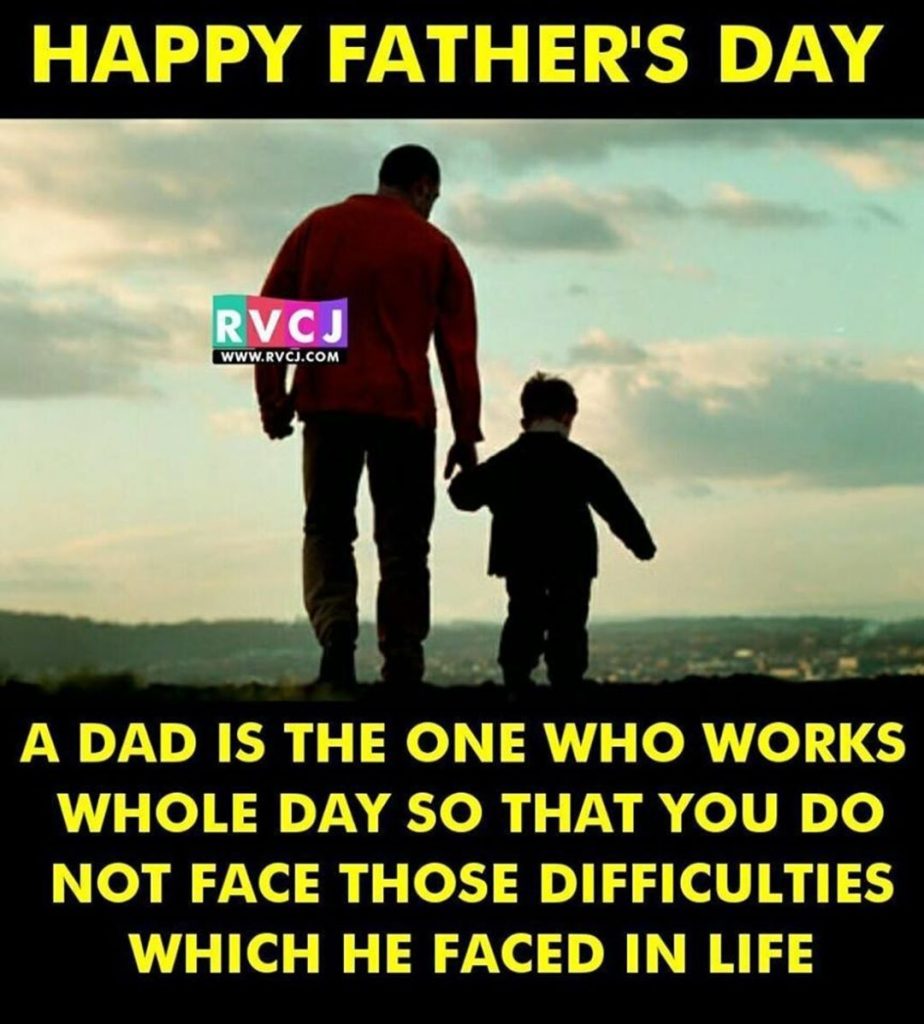 HAPPY FATHER'S DAY
RVCJ
WWW.RVCJ.COM
A DAD IS THE ONE WHO WORKS
WHOLE DAY SO THAT YOU DO
NOT FACE THOSE DIFFICULTIES
WHICH HE FACED IN LIFE